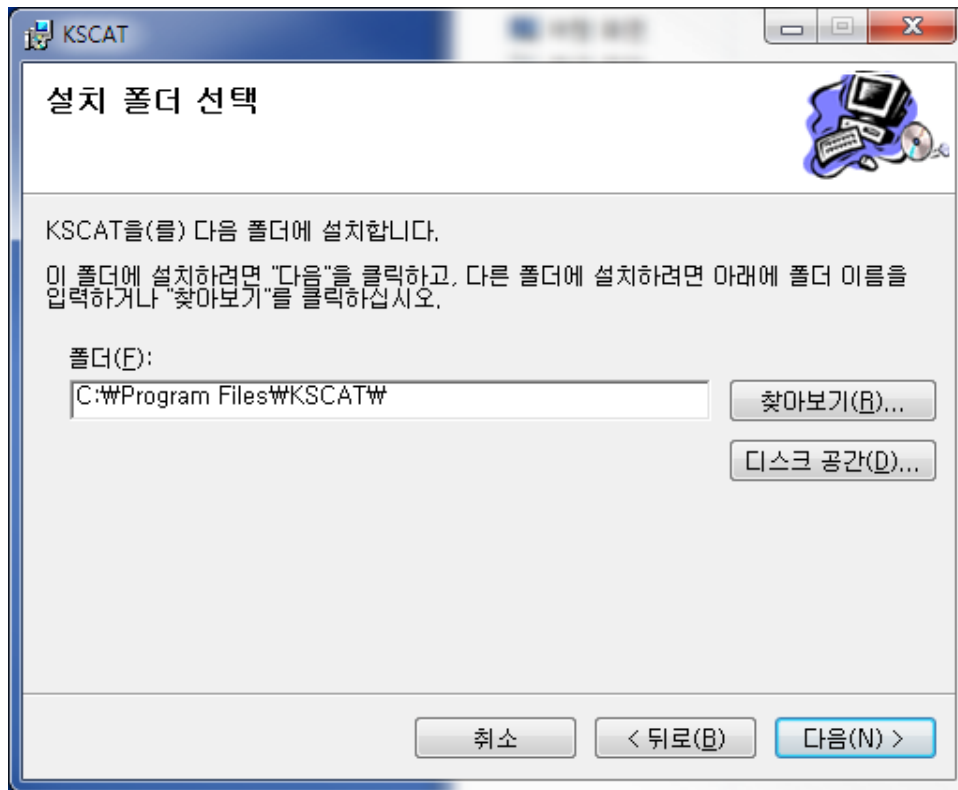 KSCAT
설치 폴더 선택
KSCAT을(를) 다음 폴더에 설치합니다.
이 폴더에 설치하려면 "다음"을 클릭하고, 다른 폴더에 설치하려면 아래에 폴더 이름을
입력하거나 "찾아보기"를 클릭하십시오.
폴더(F):
C:₩Program Files₩KSCAT₩
찾아보기(R)...
디스크 공간(D)...
취소
< 뒤로(B)
다음(N) >